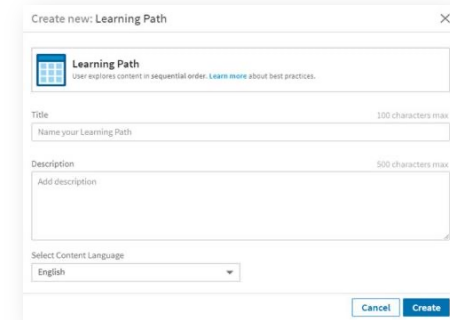 Create new: Learning Path
Learning Path
User explores content in sequential order. Learn more about best practices.
Title
100 characters max
Name your Learning Path
Description
500 characters max
Add description
Select Content Language
English
Cancel
Create